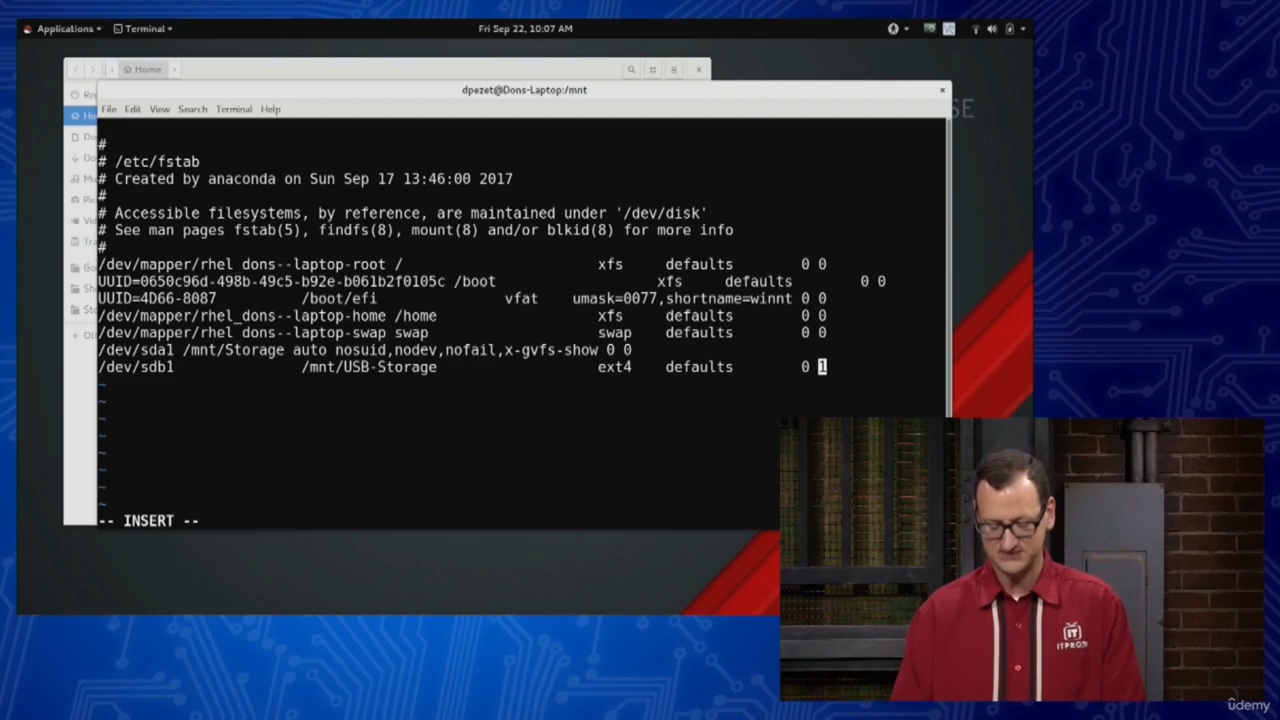 Applications Terminal Fri Sep 22, 10:07 AM
Home
dpezet@Dons-Laptop:/mnt
File Edit View Search Terminal Help
SE
#
# /etc/fstab
# Created by anaconda on Sun Sep 17 13:46:00 2017
#
# Accessible filesystems, by reference, are maintained under '/dev/disk'
# See man pages fstab(5), findfs(8), mount(8) and/or blkid(8) for more info
#
/dev/mapper/rhel_dons--laptop-root / xfs defaults 0 0
UUID=0650c96d-498b-49c5-b92e-b061b2f0105c /boot xfs defaults 0 0
UUID=4D66-8087 /boot/efi vfat umask=0077,shortname=winnt 0 0
/dev/mapper/rhel_dons--laptop-home /home xfs defaults 0 0
/dev/mapper/rhel_dons--laptop-swap swap swap defaults 0 0
/dev/sda1 /mnt/Storage auto nosuid,nodev,nofail,x-gvfs-show 0 0
/dev/sdb1 /mnt/USB-Storage ext4 defaults 0 1
~
~
~
~
~
~
~
~
-- INSERT --
IT
ITPRO.TV
udemy